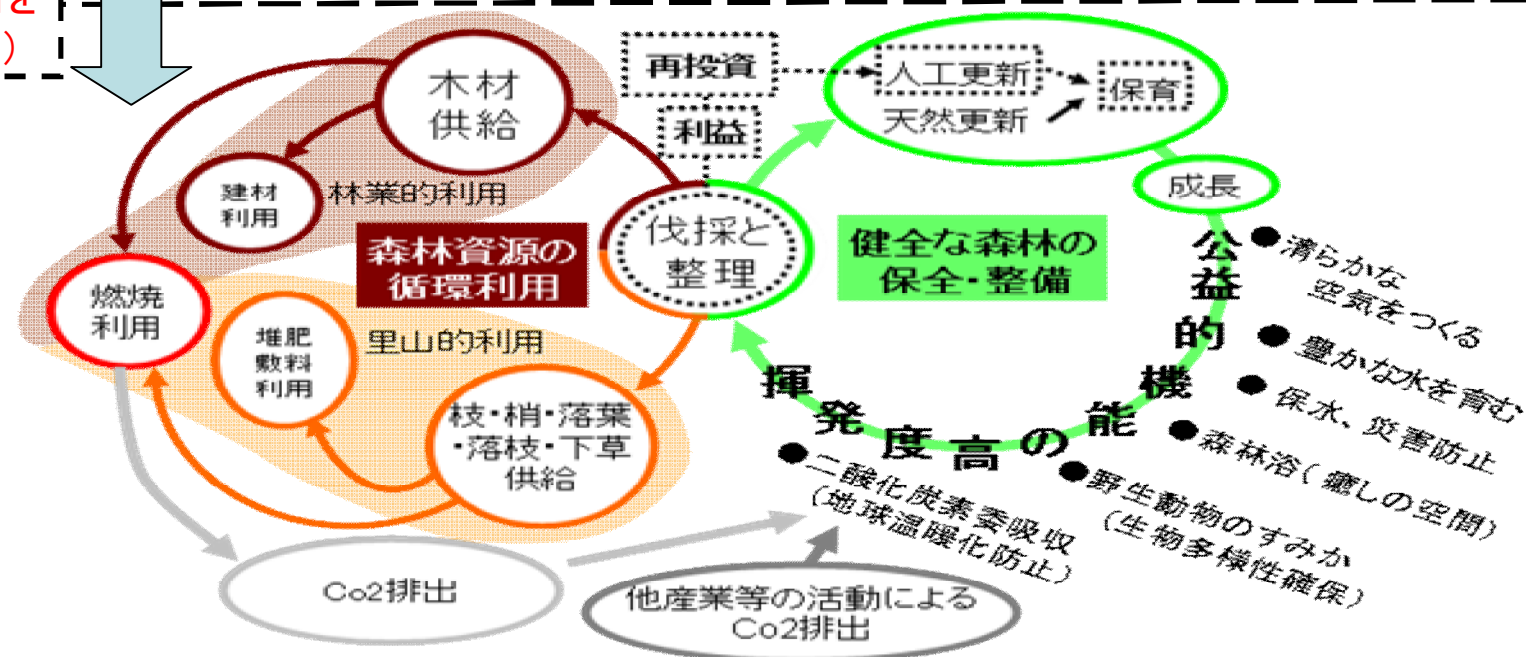 を
)
木材
供給
再投資
利益
人工更新
天然更新
保育
成長
建材
利用
林業的利用
森林資源の
循環利用
伐採と
整理
健全な森林の
保全・整備
燃焼
利用
堆肥
敷料
利用
里山的利用
枝・梢・落葉
・落枝・下草
供給
公益的機能の高度発揮
●清らかな
空気をつくる
●豊かな水を育む
●保水、災害防止
●森林浴(癒しの空間)
●野生動物のすみか
(生物多様性確保)
●二酸化炭素委吸収
(地球温暖化防止)
Co2排出
他産業等の活動による
Co2排出